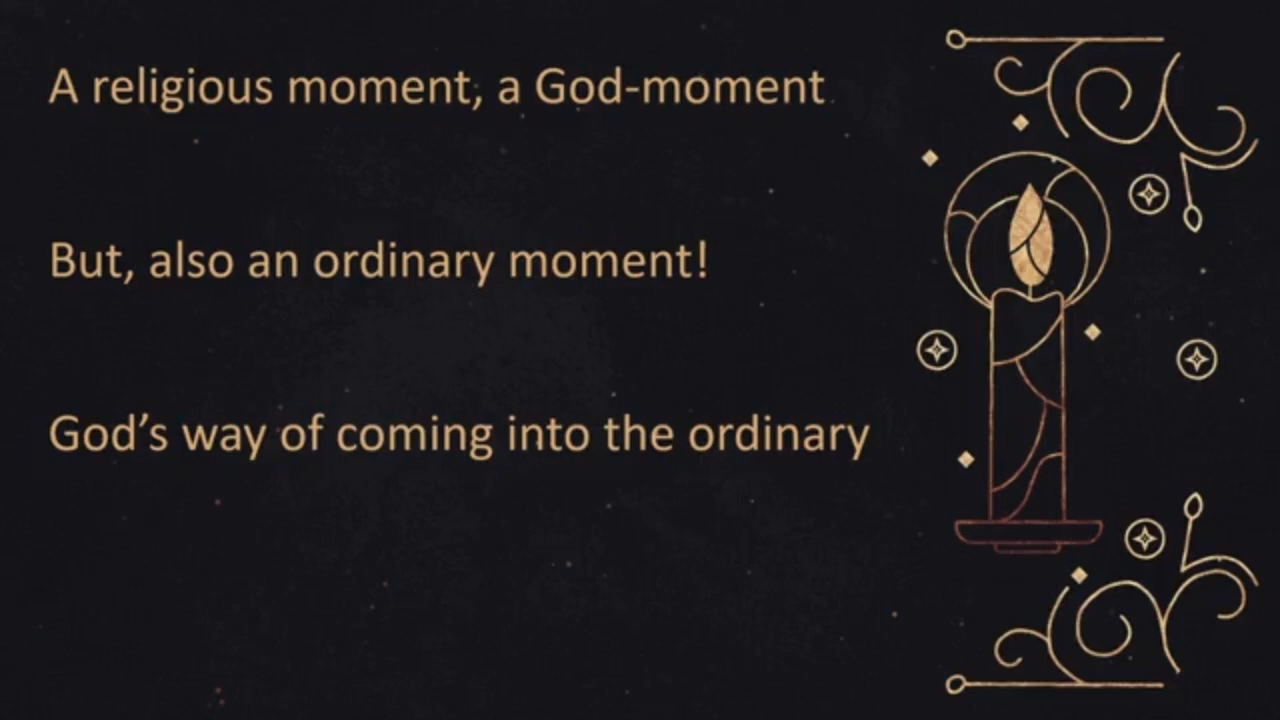 A religious moment, a God-moment
But, also an ordinary moment!
God’s way of coming into the ordinary